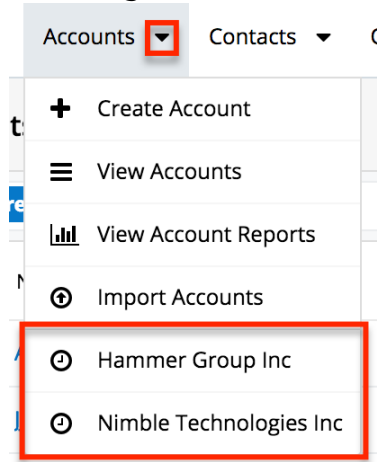 Accounts Contacts
Create Account
View Accounts
View Account Reports
Import Accounts
Hammer Group Inc
Nimble Technologies Inc